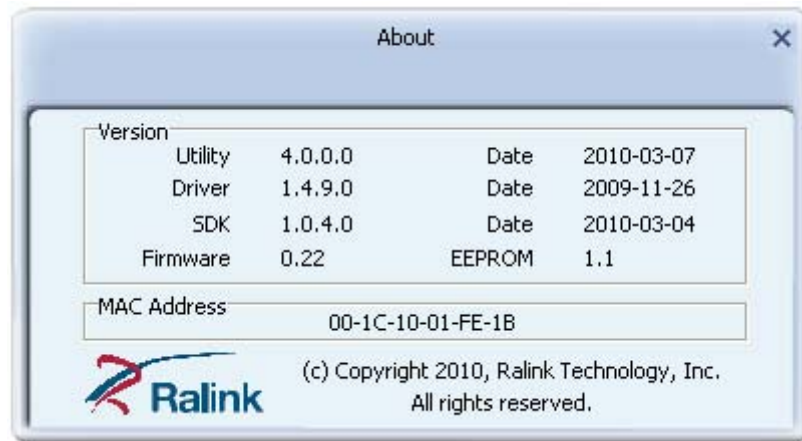 About
Version
Utility 4.0.0.0 Date 2010-03-07
Driver 1.4.9.0 Date 2009-11-26
SDK 1.0.4.0 Date 2010-03-04
Firmware 0.22 EEPROM 1.1
MAC Address
00-1C-10-01-FE-1B
Ralink
(c) Copyright 2010, Ralink Technology, Inc.
All rights reserved.